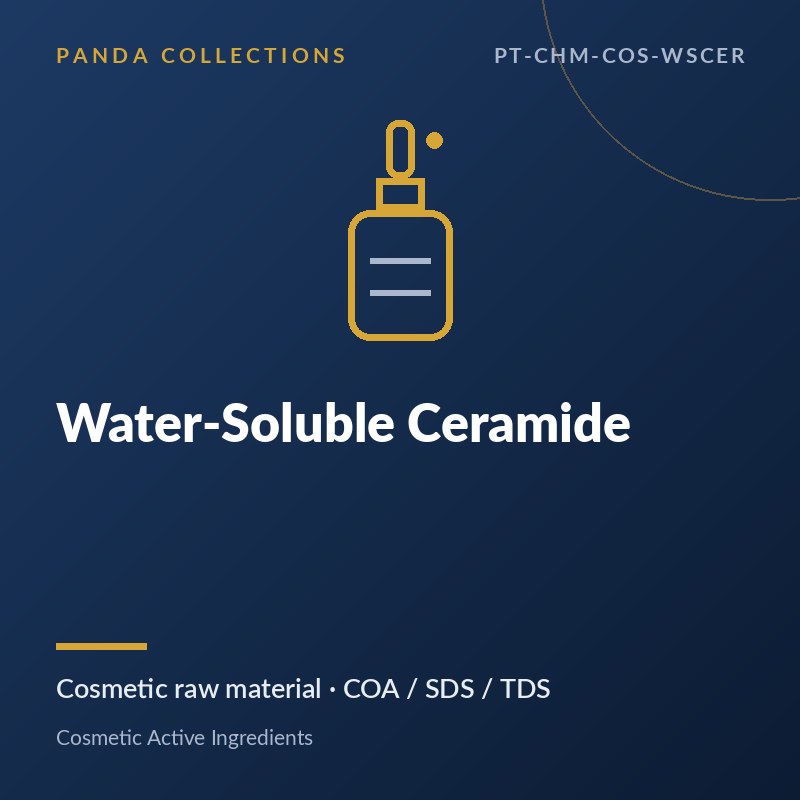 PANDA COLLECTIONS
PT-CHM-COS-WSCER
Water-Soluble Ceramide
Cosmetic raw material · COA / SDS / TDS
Cosmetic Active Ingredients